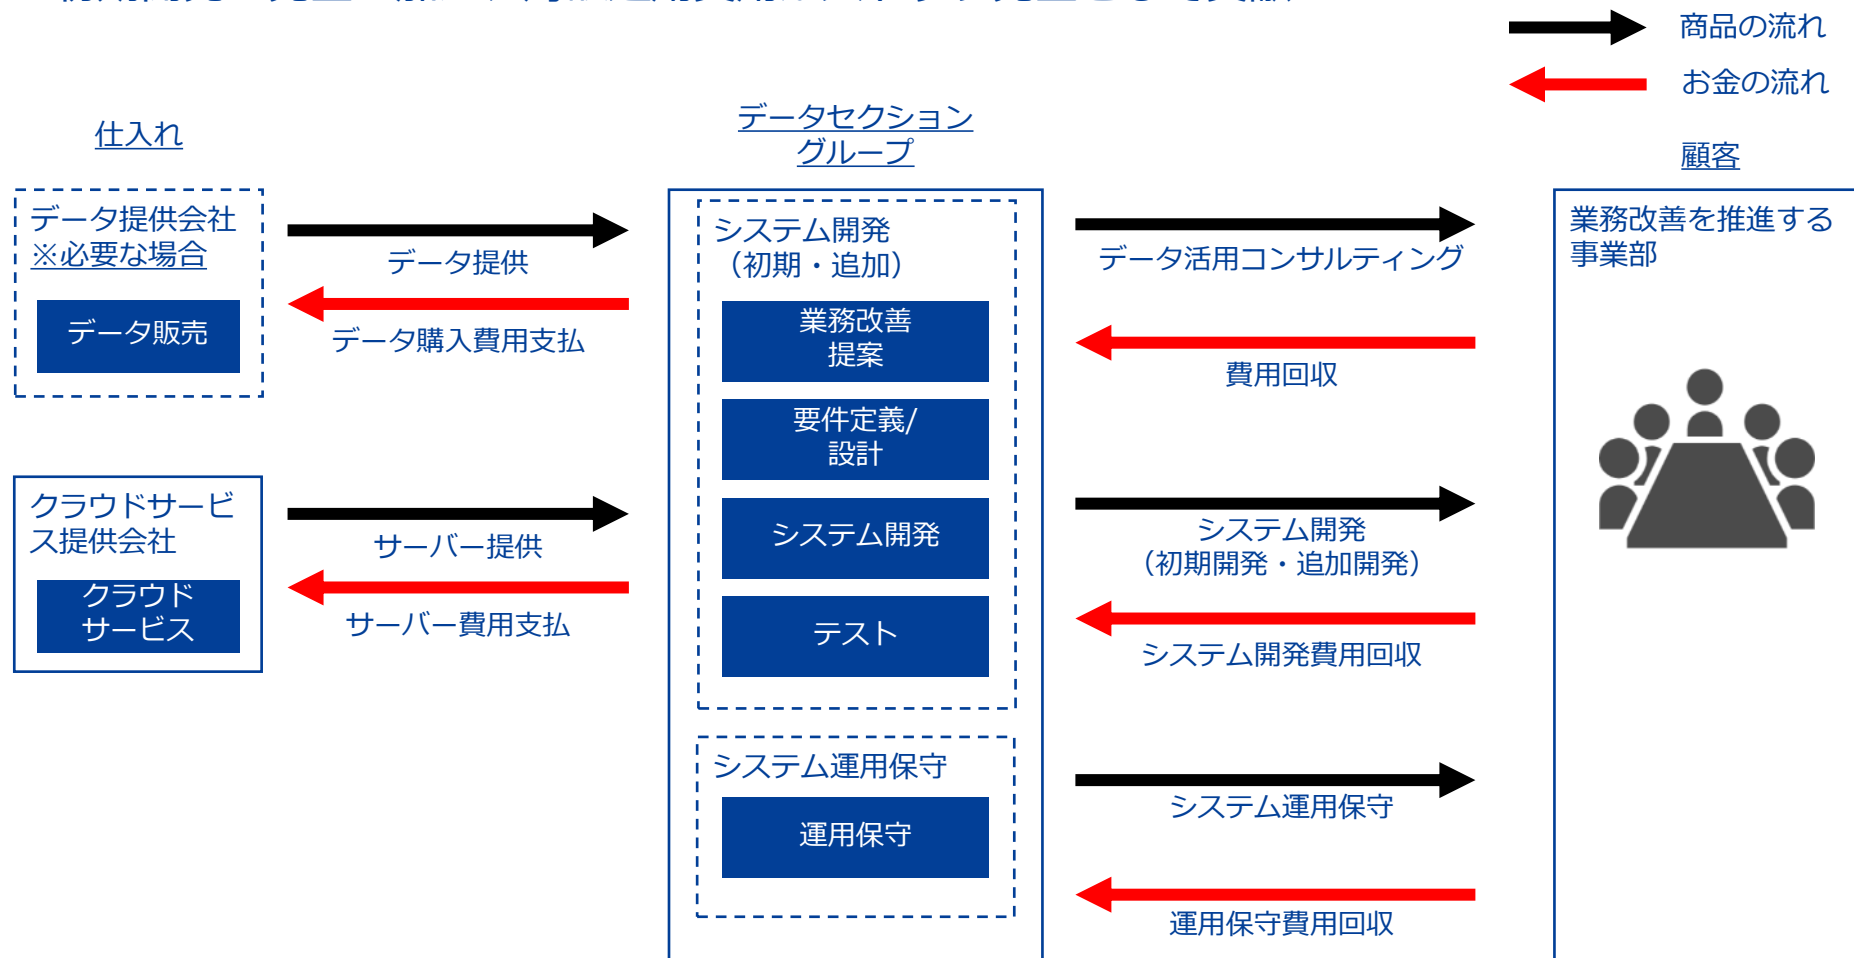 商品の流れ
お金の流れ
仕入れ
データセクション
グループ
顧客
データ提供会社
※必要な場合
データ販売
データ提供
データ購入費用支払
クラウドサービ
ス提供会社
クラウド
サービス
サーバー提供
サーバー費用支払
システム開発
（初期・追加）
業務改善
提案
要件定義/
設計
システム開発
テスト
システム運用保守
運用保守
データ活用コンサルティング
費用回収
システム開発
（初期開発・追加開発）
システム開発費用回収
システム運用保守
運用保守費用回収
業務改善を推進する
事業部